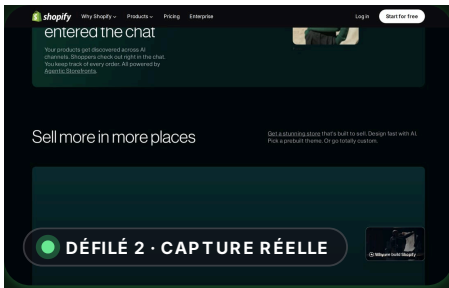 shopify Why Shopify Products Pricing Enterprise Log in Start for free
entered the chat
Your products get discovered across AI
channels. Shoppers check out right in the chat.
You keep track of every order. All powered by
Agentic Storefronts.
Sell more in more places
Get a stunning store that's built to sell. Design fast with AI.
Pick a prebuilt theme. Or go totally custom.
DÉFILÉ 2 · CAPTURE RÉELLE
build Shopify